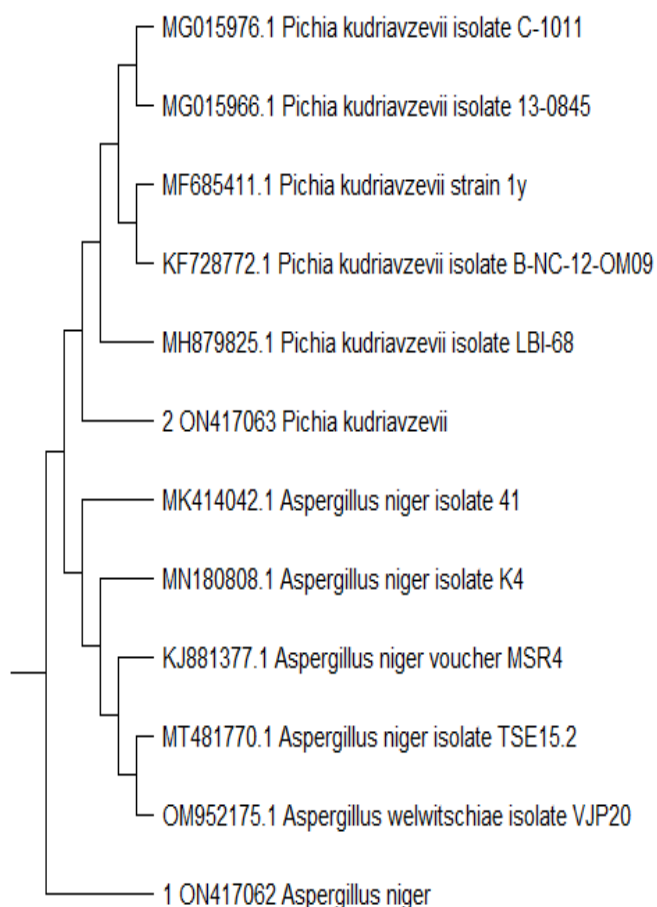 MG015976.1 Pichia kudriavzevii isolate C-1011
MG015966.1 Pichia kudriavzevii isolate 13-0845
MF685411.1 Pichia kudriavzevii strain 1y
KF728772.1 Pichia kudriavzevii isolate B-NC-12-OM09
MH879825.1 Pichia kudriavzevii isolate LBI-68
2 ON417063 Pichia kudriavzevii
MK414042.1 Aspergillus niger isolate 41
MN180808.1 Aspergillus niger isolate K4
KJ881377.1 Aspergillus niger voucher MSR4
MT481770.1 Aspergillus niger isolate TSE15.2
OM952175.1 Aspergillus welwitschiae isolate VJP20
1 ON417062 Aspergillus niger